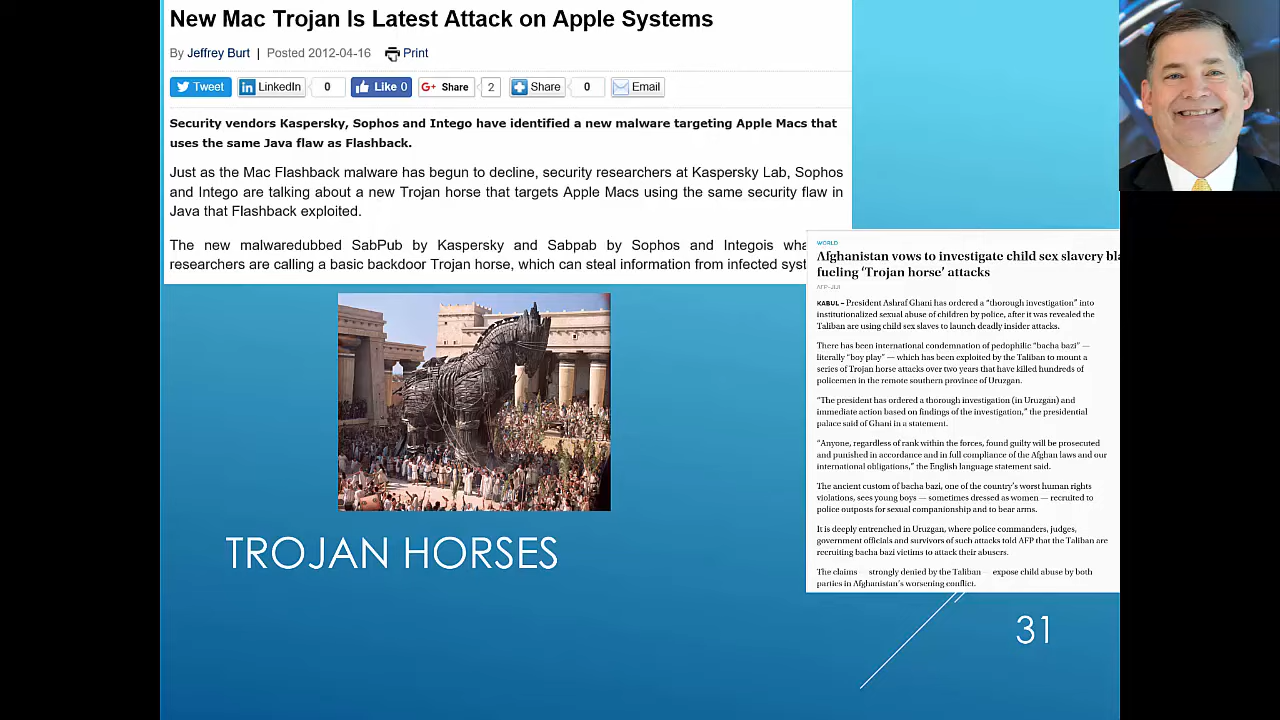 New Mac Trojan Is Latest Attack on Apple Systems
By Jeffrey Burt | Posted 2012-04-16 Print
Tweet LinkedIn 0 Like 0 G+ Share 2 Share 0 Email
Security vendors Kaspersky, Sophos and Intego have identified a new malware targeting Apple Macs that
uses the same Java flaw as Flashback.
Just as the Mac Flashback malware has begun to decline, security researchers at Kaspersky Lab, Sophos
and Intego are talking about a new Trojan horse that targets Apple Macs using the same security flaw in
Java that Flashback exploited.
The new malwaredubbed SabPub by Kaspersky and Sabpab by Sophos and Integois wha
researchers are calling a basic backdoor Trojan horse, which can steal information from infected syst
WORLD
Afghanistan vows to investigate child sex slavery bl
fueling ‘Trojan horse’ attacks
AFP-JIJI
KABUL – President Ashraf Ghani has ordered a “thorough investigation” into
institutionalized sexual abuse of children by police, after it was revealed the
Taliban are using child sex slaves to launch deadly insider attacks.
There has been international condemnation of pedophilic “bacha bazi” —
literally “boy play” — which has been exploited by the Taliban to mount a
series of Trojan horse attacks over two years that have killed hundreds of
policemen in the remote southern province of Uruzgan.
“The president has ordered a thorough investigation (in Uruzgan) and
immediate action based on findings of the investigation,” the presidential
palace said of Ghani in a statement.
“Anyone, regardless of rank within the forces, found guilty will be prosecuted
and punished in accordance and in full compliance of the Afghan laws and our
international obligations,” the English language statement said.
The ancient custom of bacha bazi, one of the country’s worst human rights
violations, sees young boys — sometimes dressed as women — recruited to
police outposts for sexual companionship and to bear arms.
It is deeply entrenched in Uruzgan, where police commanders, judges,
government officials and survivors of such attacks told AFP that the Taliban are
recruiting bacha bazi victims to attack their abusers.
The claims — strongly denied by the Taliban — expose child abuse by both
parties in Afghanistan’s worsening conflict.
TROJAN HORSES
31